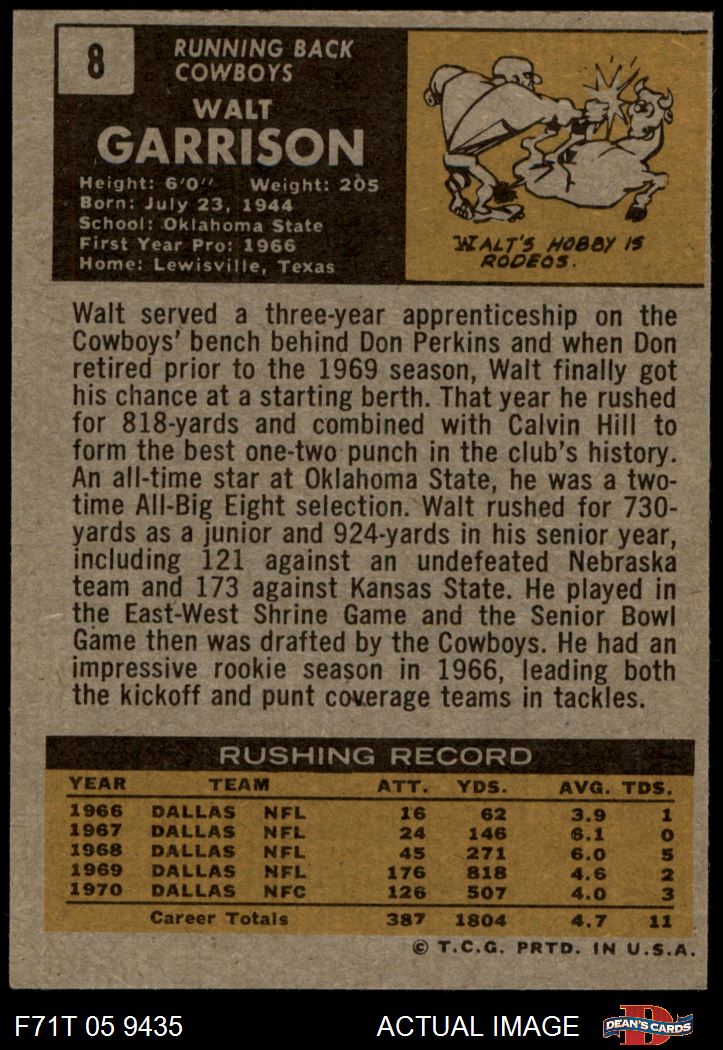 8
RUNNING BACK
COWBOYS
WALT
GARRISON
Height: 6'0" Weight: 205
Born: July 23, 1944
School: Oklahoma State
First Year Pro: 1966
Home: Lewisville, Texas
WALT'S HOBBY IS
RODEOS.
Walt served a three-year apprenticeship on the
Cowboys' bench behind Don Perkins and when Don
retired prior to the 1969 season, Walt finally got
his chance at a starting berth. That year he rushed
for 818-yards and combined with Calvin Hill to
form the best one-two punch in the club's history.
An all-time star at Oklahoma State, he was a two-
time All-Big Eight selection. Walt rushed for 730-
yards as a junior and 924-yards in his senior year,
including 121 against an undefeated Nebraska
team and 173 against Kansas State. He played in
the East-West Shrine Game and the Senior Bowl
Game then was drafted by the Cowboys. He had an
impressive rookie season in 1966, leading both
the kickoff and punt coverage teams in tackles.
RUSHING RECORD
YEAR TEAM ATT. YDS. AVG. TDS.
1966 DALLAS NFL 16 62 3.9 1
1967 DALLAS NFL 24 146 6.1 0
1968 DALLAS NFL 45 271 6.0 5
1969 DALLAS NFL 176 818 4.6 2
1970 DALLAS NFC 126 507 4.0 3
Career Totals 387 1804 4.7 11
© T.C.G. PRTD. IN U.S.A.
F71T 05 9435 ACTUAL IMAGE
D
DEAN'S CARDS